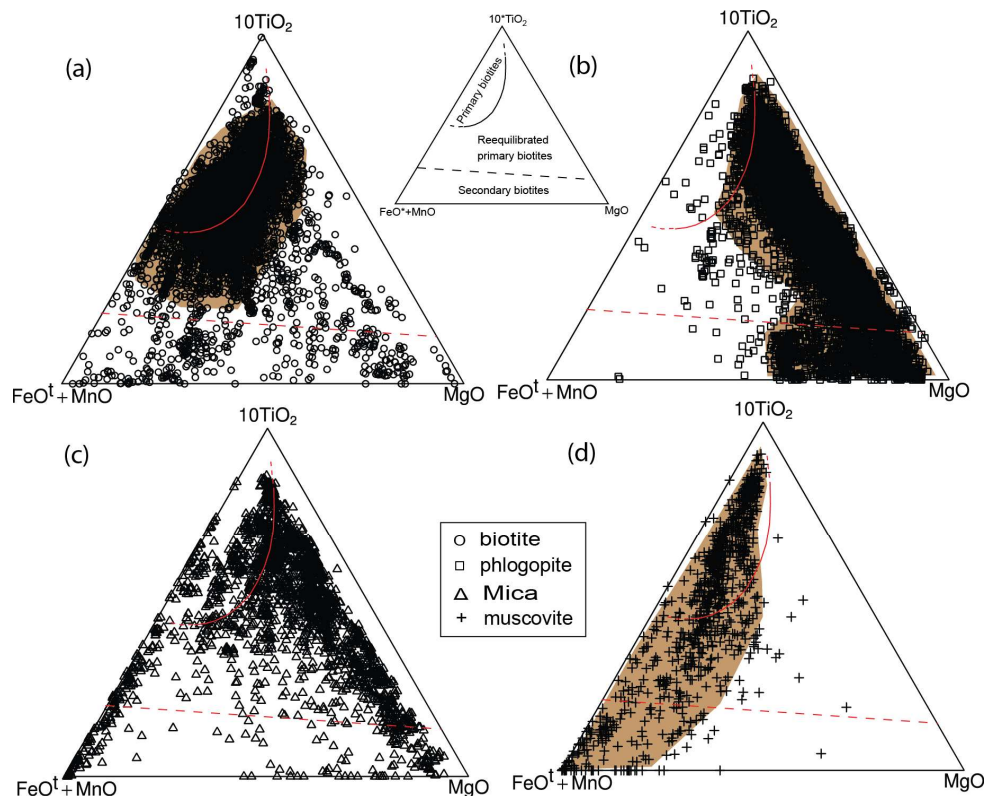 10TiO₂
(a)
FeOᵗ+MnO
MgO
10*TiO₂
Primary biotites
Reequilibrated
primary biotites
Secondary biotites
FeO*+MnO
MgO
10TiO₂
(b)
FeOᵗ+MnO
MgO
10TiO₂
(c)
FeOᵗ+MnO
MgO
biotite
phlogopite
Mica
muscovite
10TiO₂
(d)
FeOᵗ+MnO
MgO